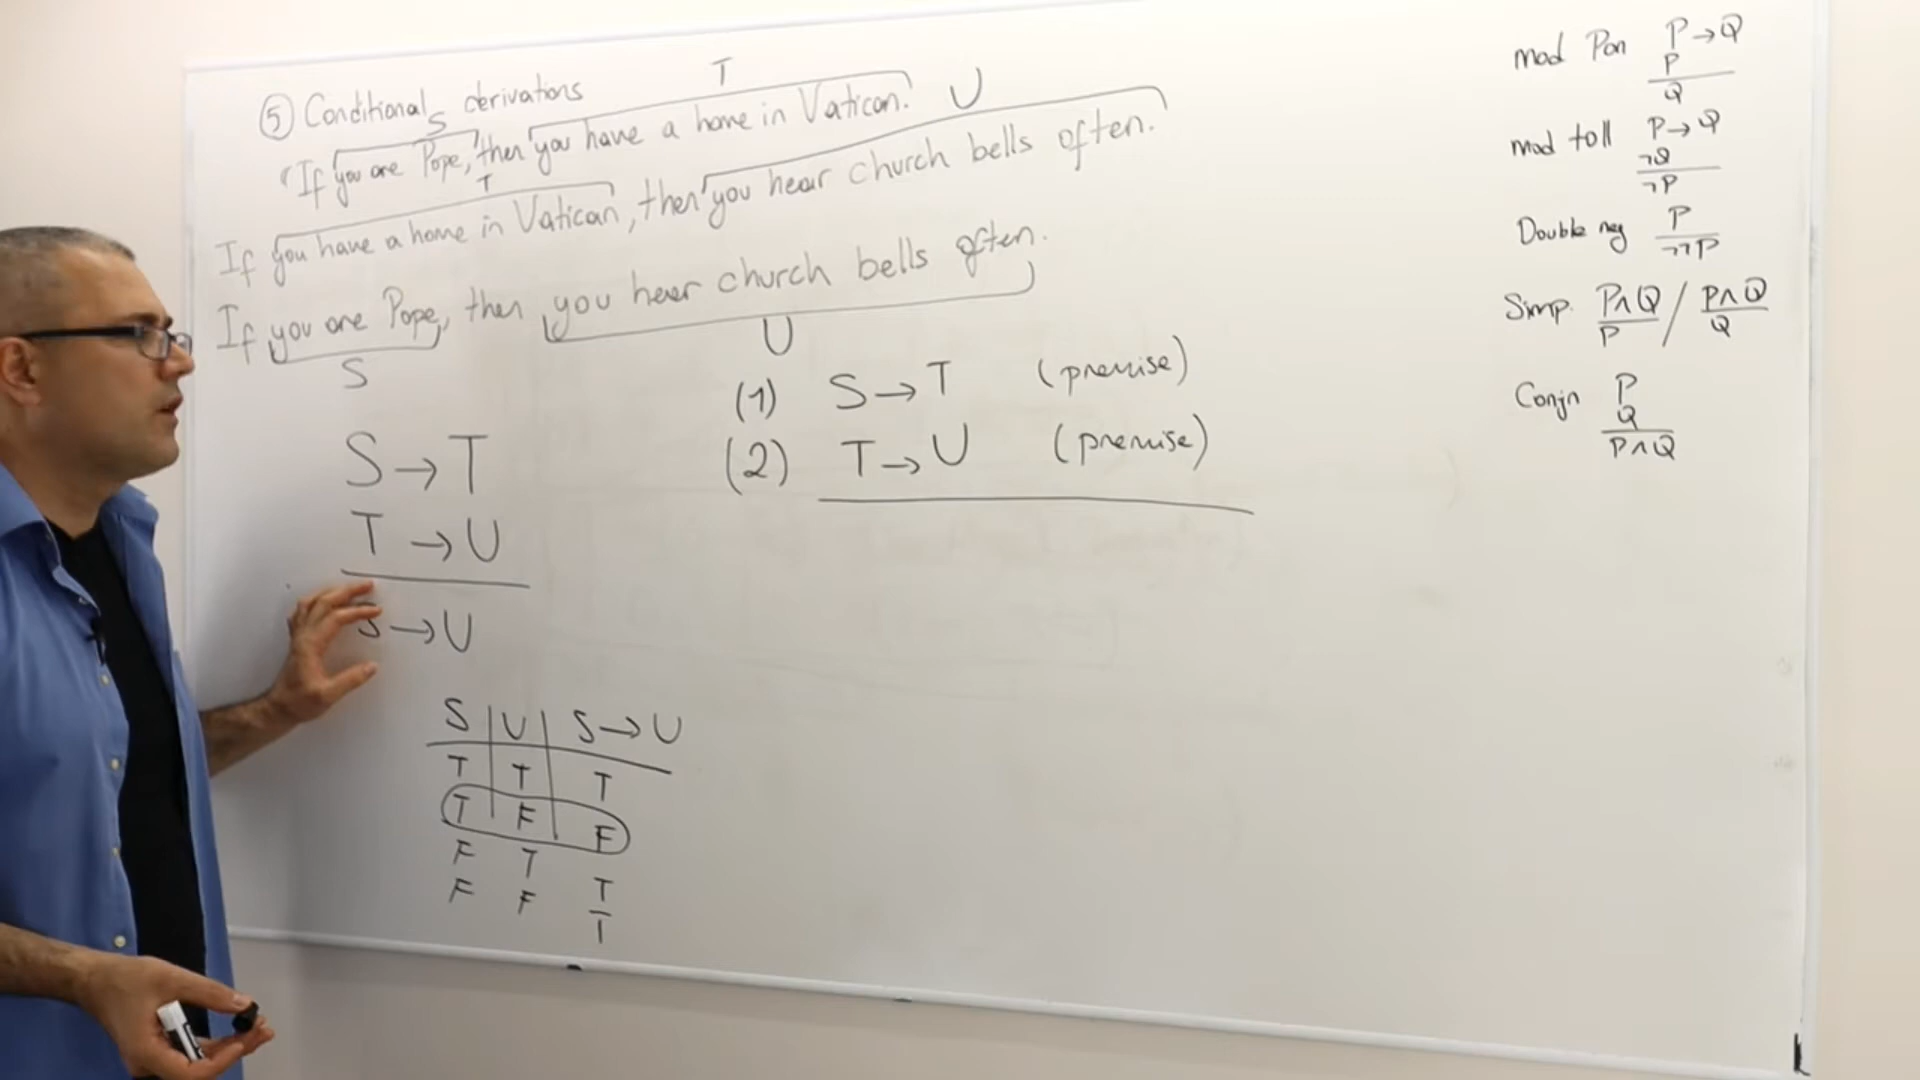 ⑤ Conditional derivations
T
S
U
"If you are Pope, then you have a home in Vatican.
T
If you have a home in Vatican, then you hear church bells often.
If you are Pope, then you hear church bells often.
S
U
S → T
T → U
S → U
(1) S → T (premise)
(2) T → U (premise)
S | U | S → U
T T T
T F F
F T T
F F T
mod Pon P → Q
P
Q
mod toll P → Q
¬Q
¬P
Double neg P
¬¬P
Simp. P∧Q / P∧Q
P Q
Conjn P
Q
P∧Q